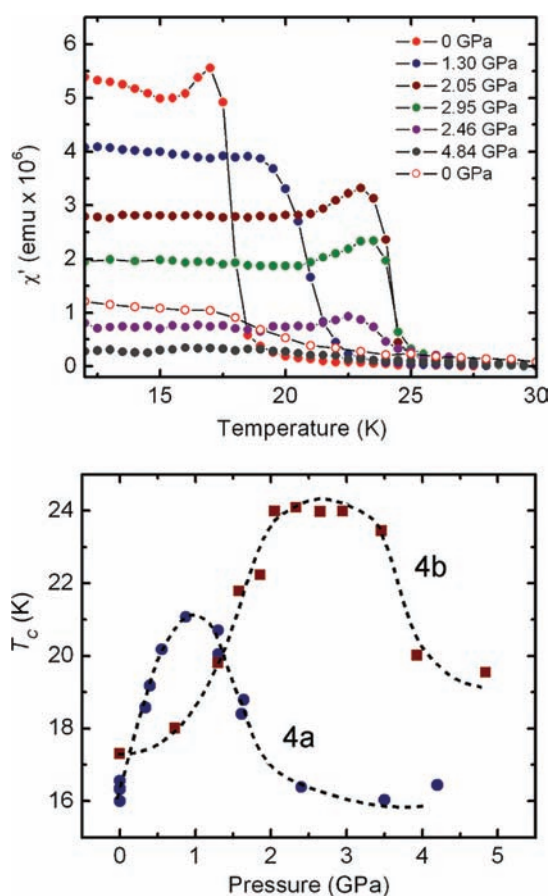 6
5
4
3
2
1
0
χ' (emu x 10⁶)
0 GPa
1.30 GPa
2.05 GPa
2.95 GPa
2.46 GPa
4.84 GPa
0 GPa
15 20 25 30
Temperature (K)
24
22
20
18
16
T_c (K)
4b
4a
0 1 2 3 4 5
Pressure (GPa)